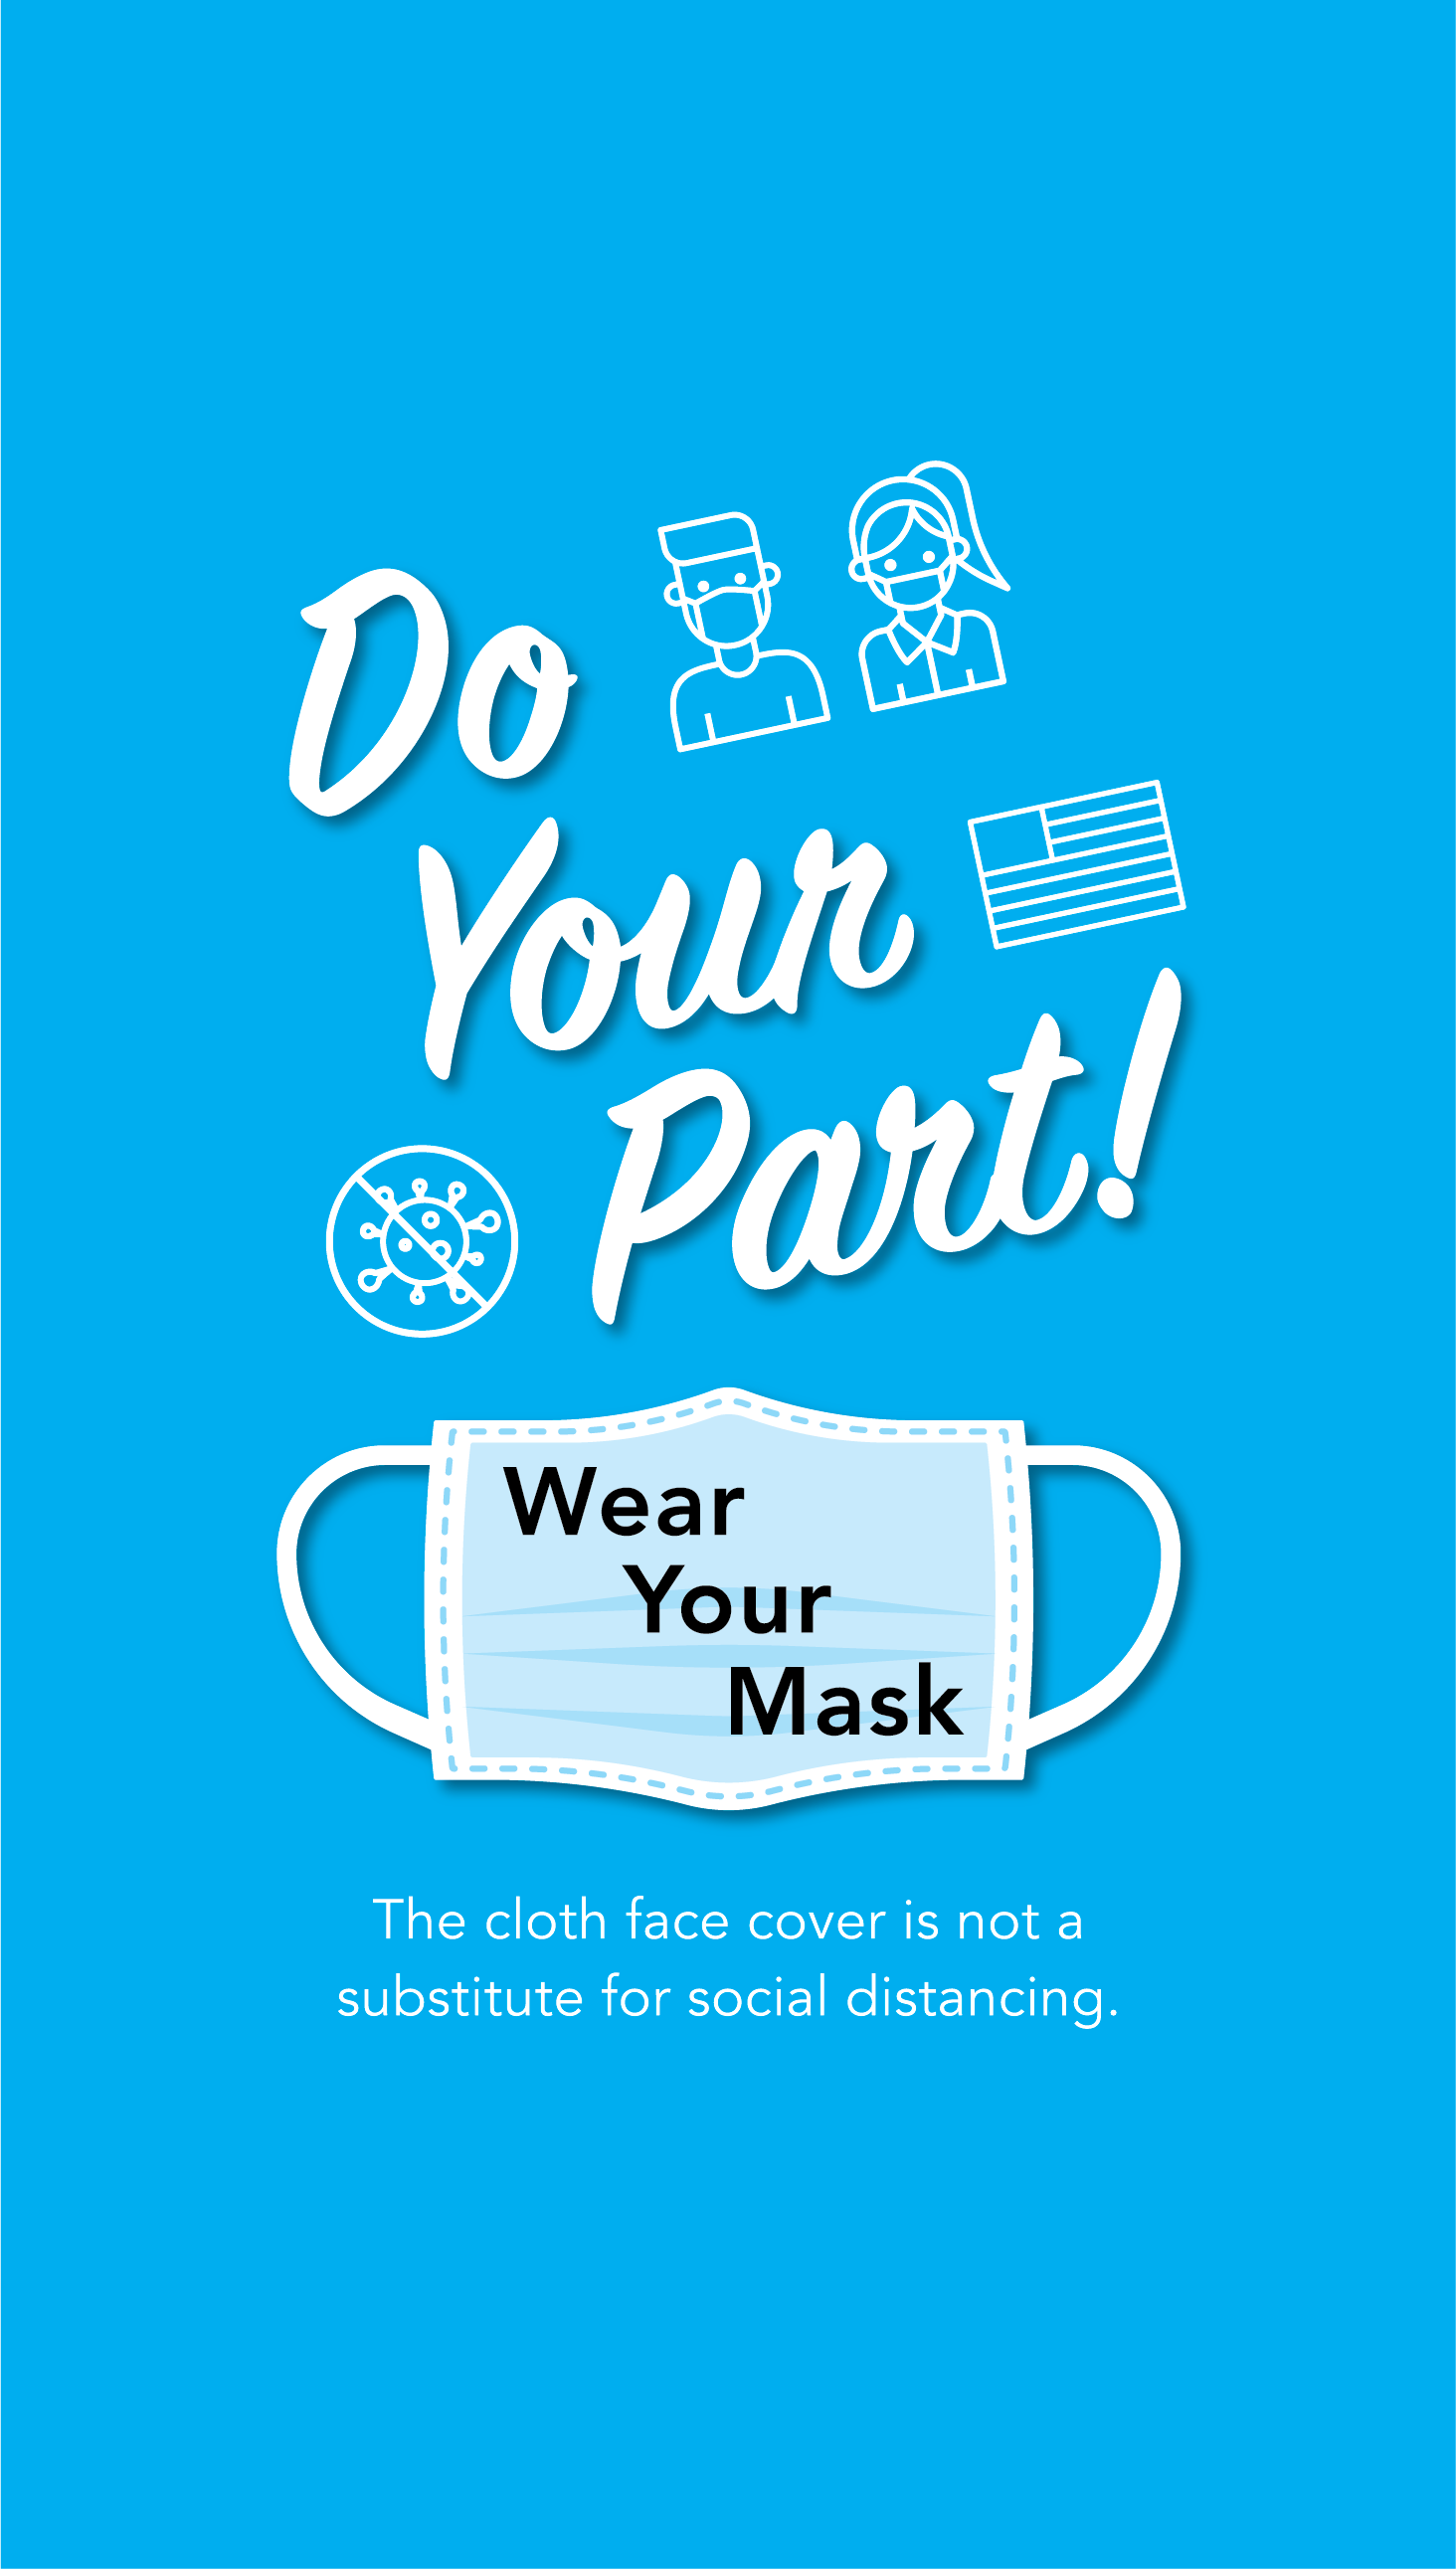 Do
Your
Part!
Wear
Your
Mask
The cloth face cover is not a
substitute for social distancing.